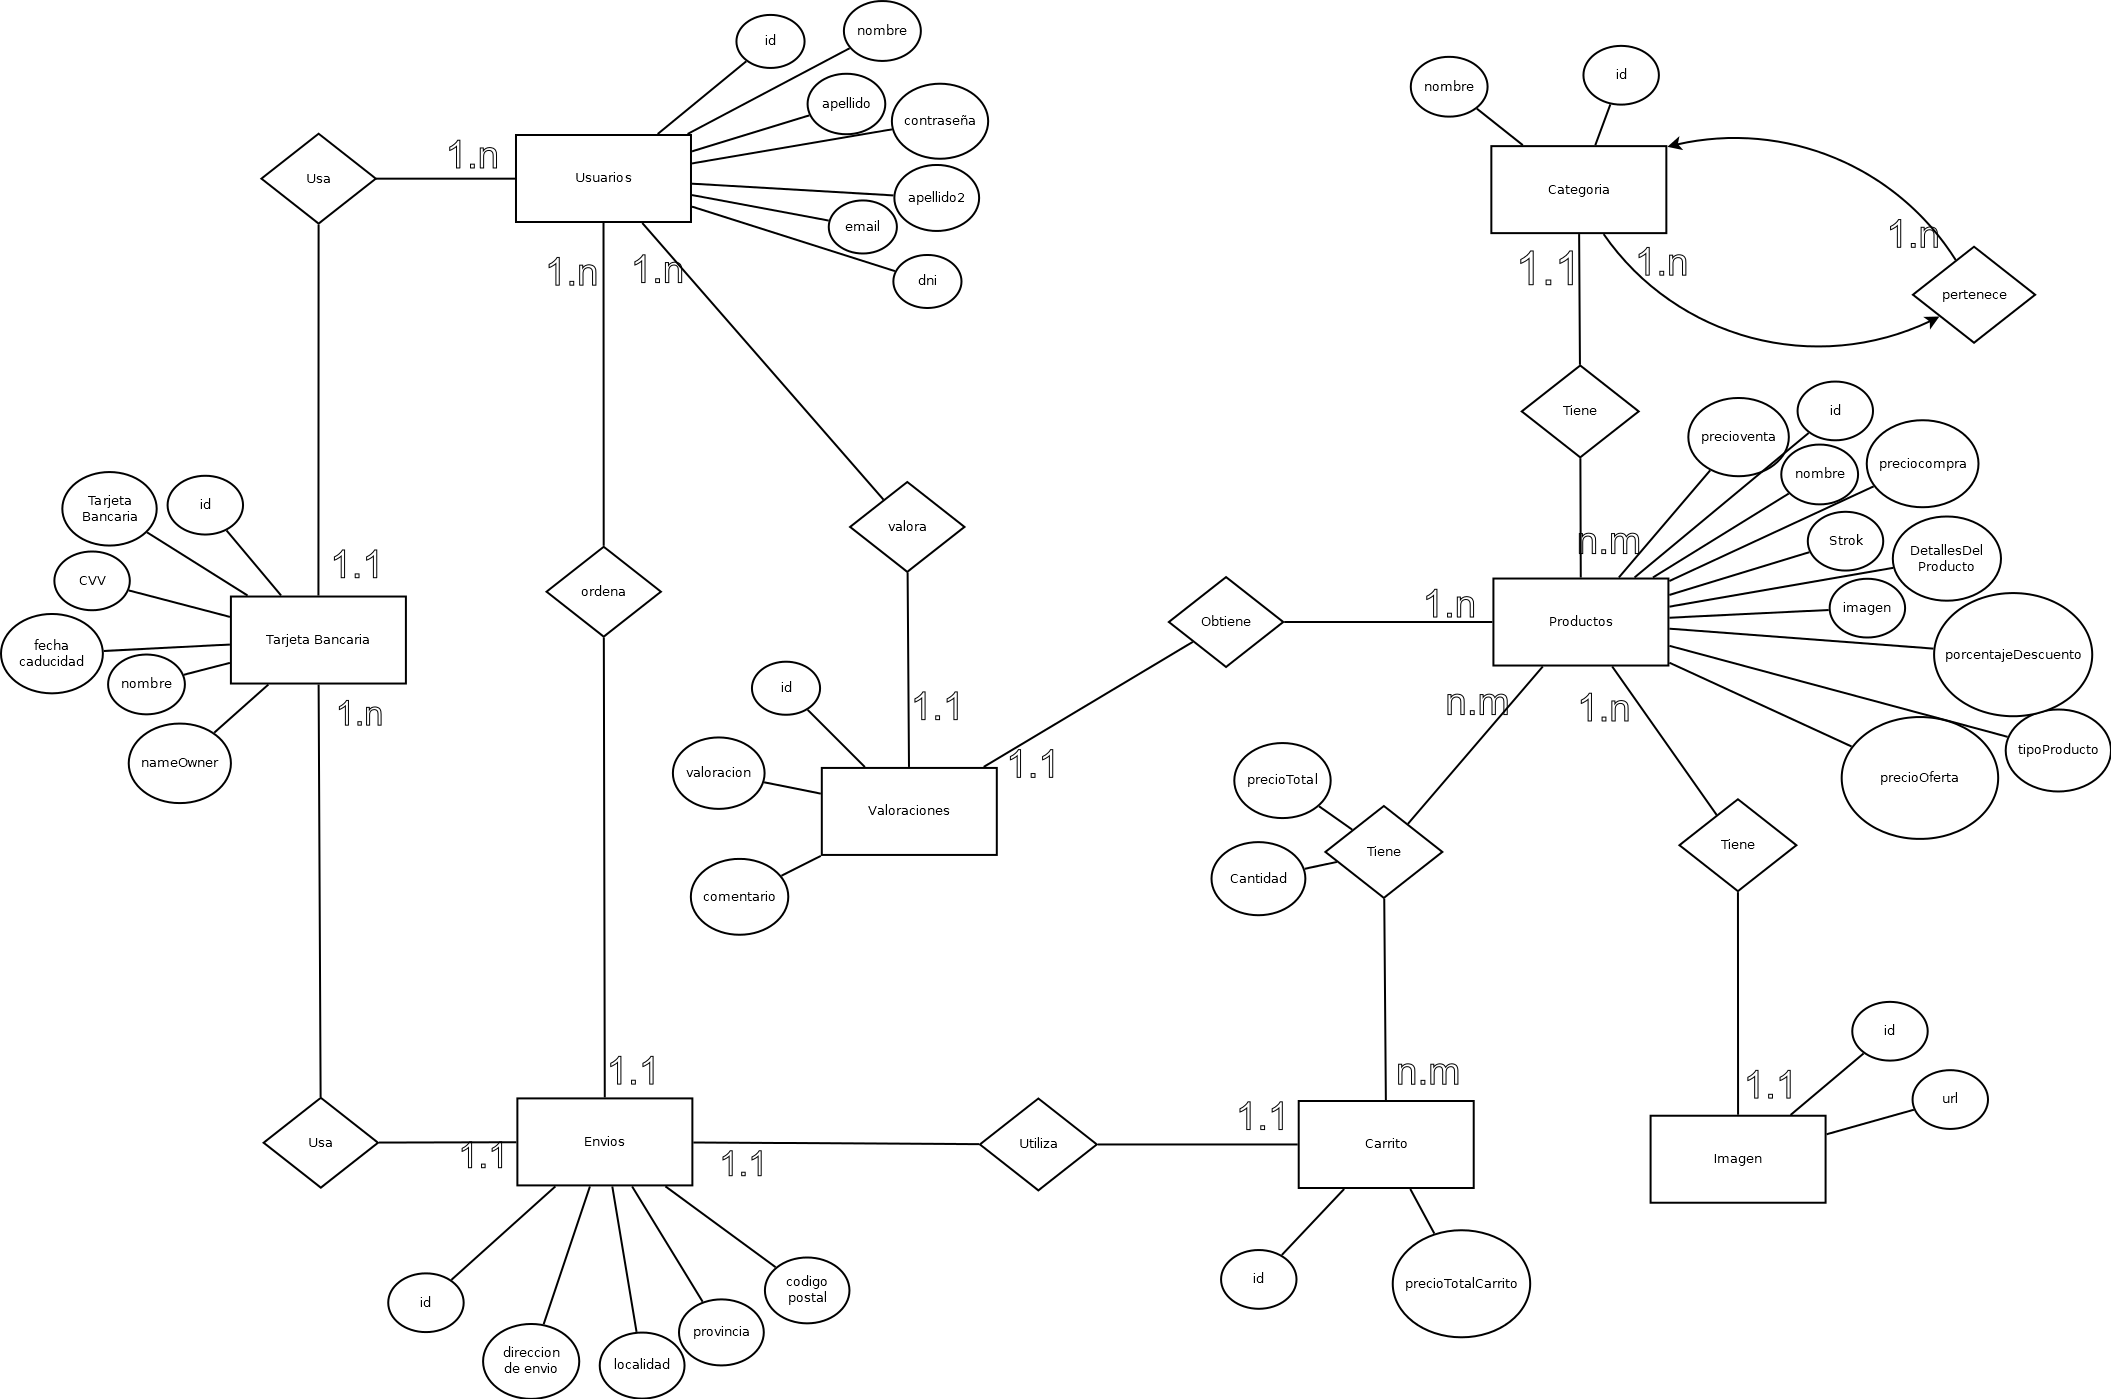 id
nombre
apellido
contraseña
Usa
1.n
Usuarios
apellido2
email
dni
1.n
1.n
nombre
id
Categoria
1.n
1.1
1.n
pertenece
Tiene
precioventa
id
nombre
preciocompra
Strok
n.m
DetallesDel
Producto
imagen
Productos
porcentajeDescuento
tipoProducto
precioOferta
Tarjeta
Bancaria
id
CVV
1.1
fecha
caducidad
nombre
Tarjeta Bancaria
nameOwner
1.n
valora
ordena
Obtiene
1.n
1.1
1.1
id
valoracion
Valoraciones
comentario
n.m
1.n
precioTotal
Cantidad
Tiene
Tiene
n.m
1.1
id
url
Imagen
1.1
Usa
1.1
Envios
1.1
Utiliza
1.1
Carrito
id
precioTotalCarrito
id
direccion
de envio
localidad
provincia
codigo
postal